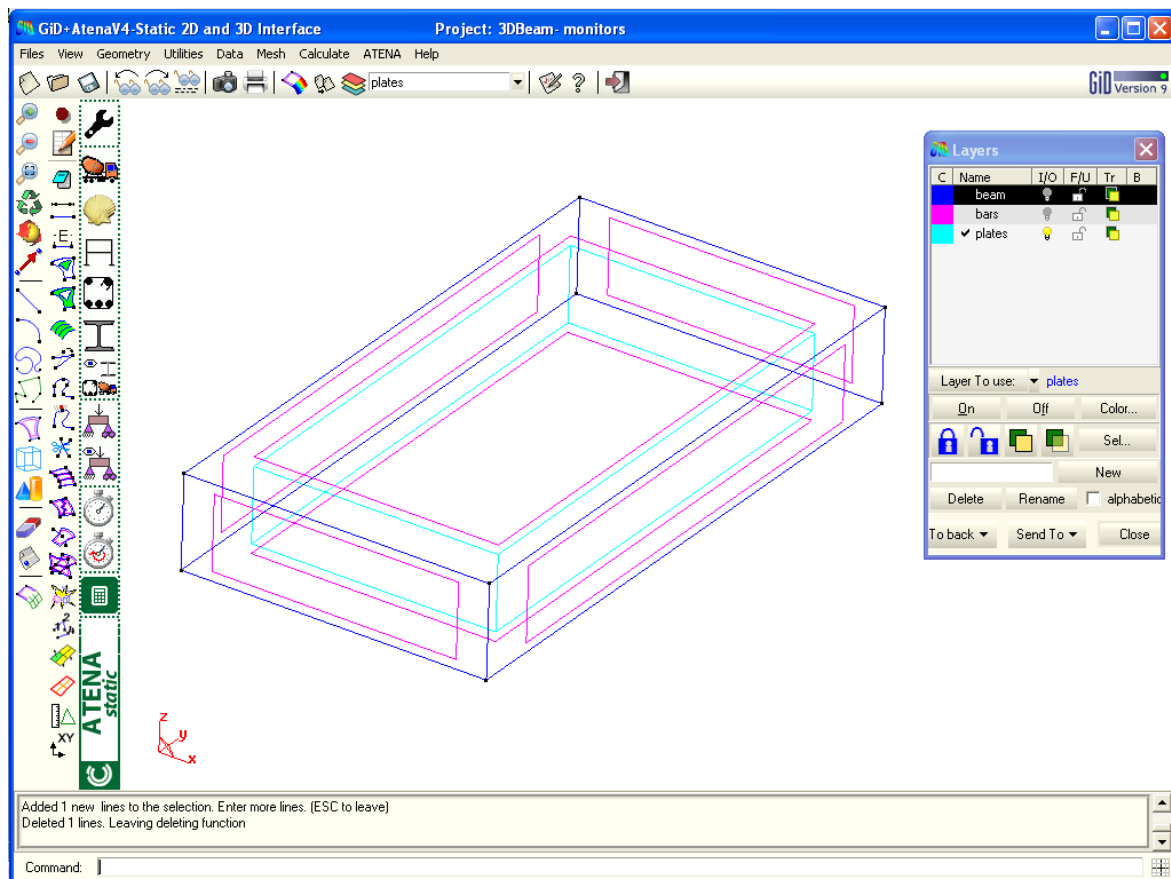 GiD+AtenaV4-Static 2D and 3D Interface Project: 3DBeam- monitors
Files View Geometry Utilities Data Mesh Calculate ATENA Help
plates
GiD Version 9
Layers
C Name I/O F/U Tr B
beam
bars
plates
Layer To use: plates
On Off Color...
Sel...
New
Delete Rename alphabetic
To back Send To Close
:E:
ATENA static
z
y
x
XY
Added 1 new lines to the selection. Enter more lines. (ESC to leave)
Deleted 1 lines. Leaving deleting function
Command: